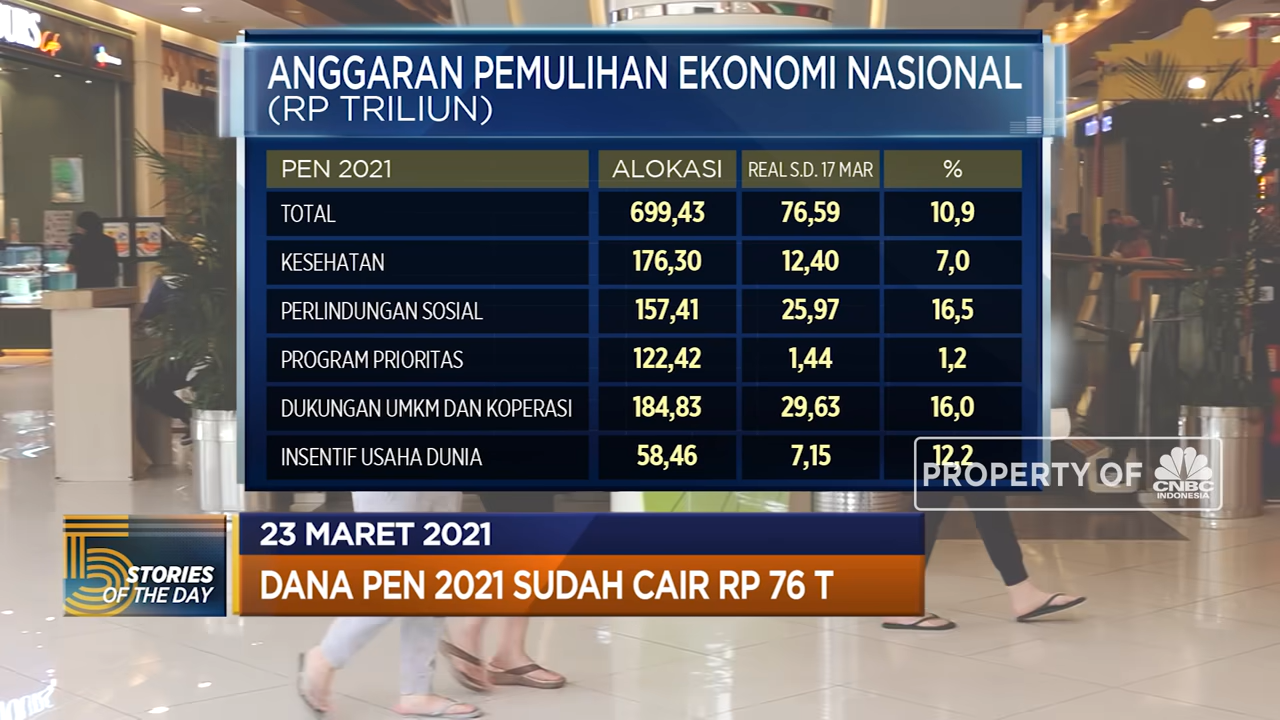 ANGGARAN PEMULIHAN EKONOMI NASIONAL
(RP TRILIUN)
PEN 2021 ALOKASI REAL S.D. 17 MAR %
TOTAL 699,43 76,59 10,9
KESEHATAN 176,30 12,40 7,0
PERLINDUNGAN SOSIAL 157,41 25,97 16,5
PROGRAM PRIORITAS 122,42 1,44 1,2
DUKUNGAN UMKM DAN KOPERASI 184,83 29,63 16,0
INSENTIF USAHA DUNIA 58,46 7,15 12,2
PROPERTY OF CNBC INDONESIA
23 MARET 2021
5 STORIES OF THE DAY
DANA PEN 2021 SUDAH CAIR RP 76 T